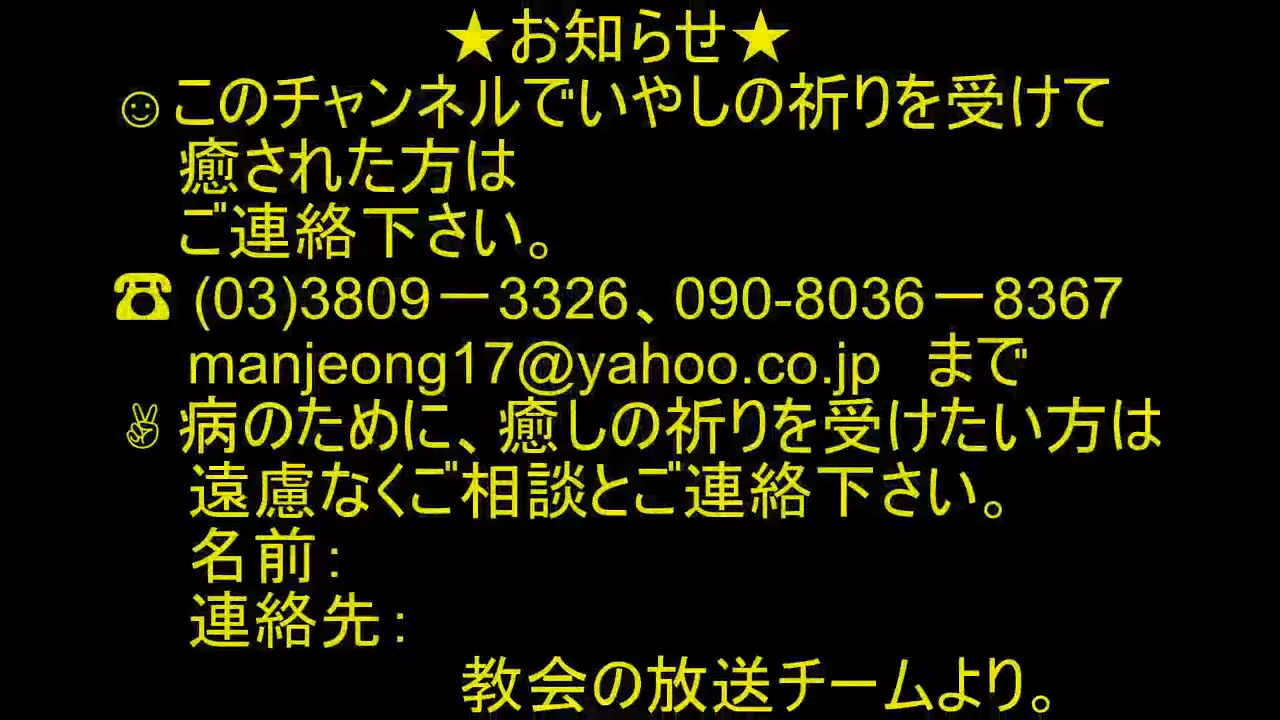 ★お知らせ★
☺このチャンネルでいやしの祈りを受けて
癒された方は
ご連絡下さい。
☎ (03)3809－3326、090-8036－8367
manjeong17@yahoo.co.jp まで
✌病のために、癒しの祈りを受けたい方は
遠慮なくご相談とご連絡下さい。
名前：
連絡先：
教会の放送チームより。